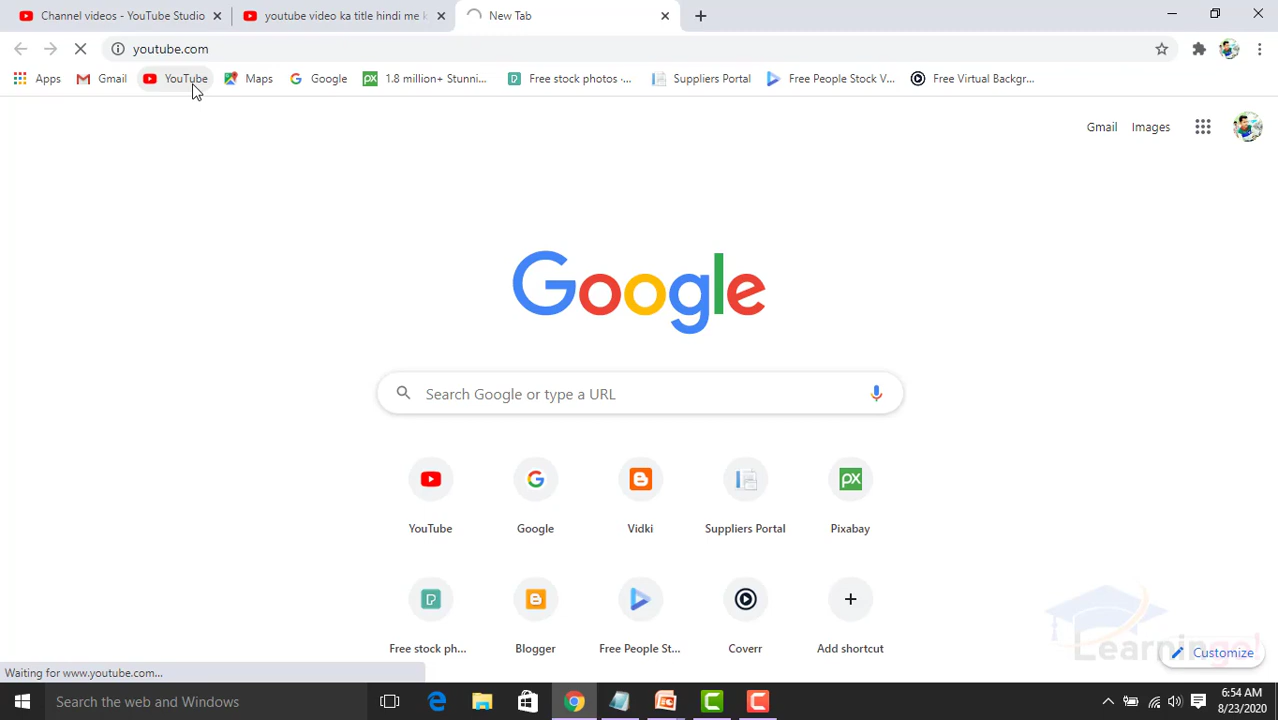 Channel videos - YouTube Studio
youtube video ka title hindi me k
New Tab
youtube.com
Apps
Gmail
YouTube
Maps
Google
1.8 million+ Stunni...
Free stock photos ·...
Suppliers Portal
Free People Stock V...
Free Virtual Backgr...
Gmail
Images
Google
Search Google or type a URL
YouTube
Google
Vidki
Suppliers Portal
Pixabay
Free stock ph...
Blogger
Free People St...
Coverr
Add shortcut
Learningol
Customize
Waiting for www.youtube.com...
Search the web and Windows
6:54 AM
8/23/2020